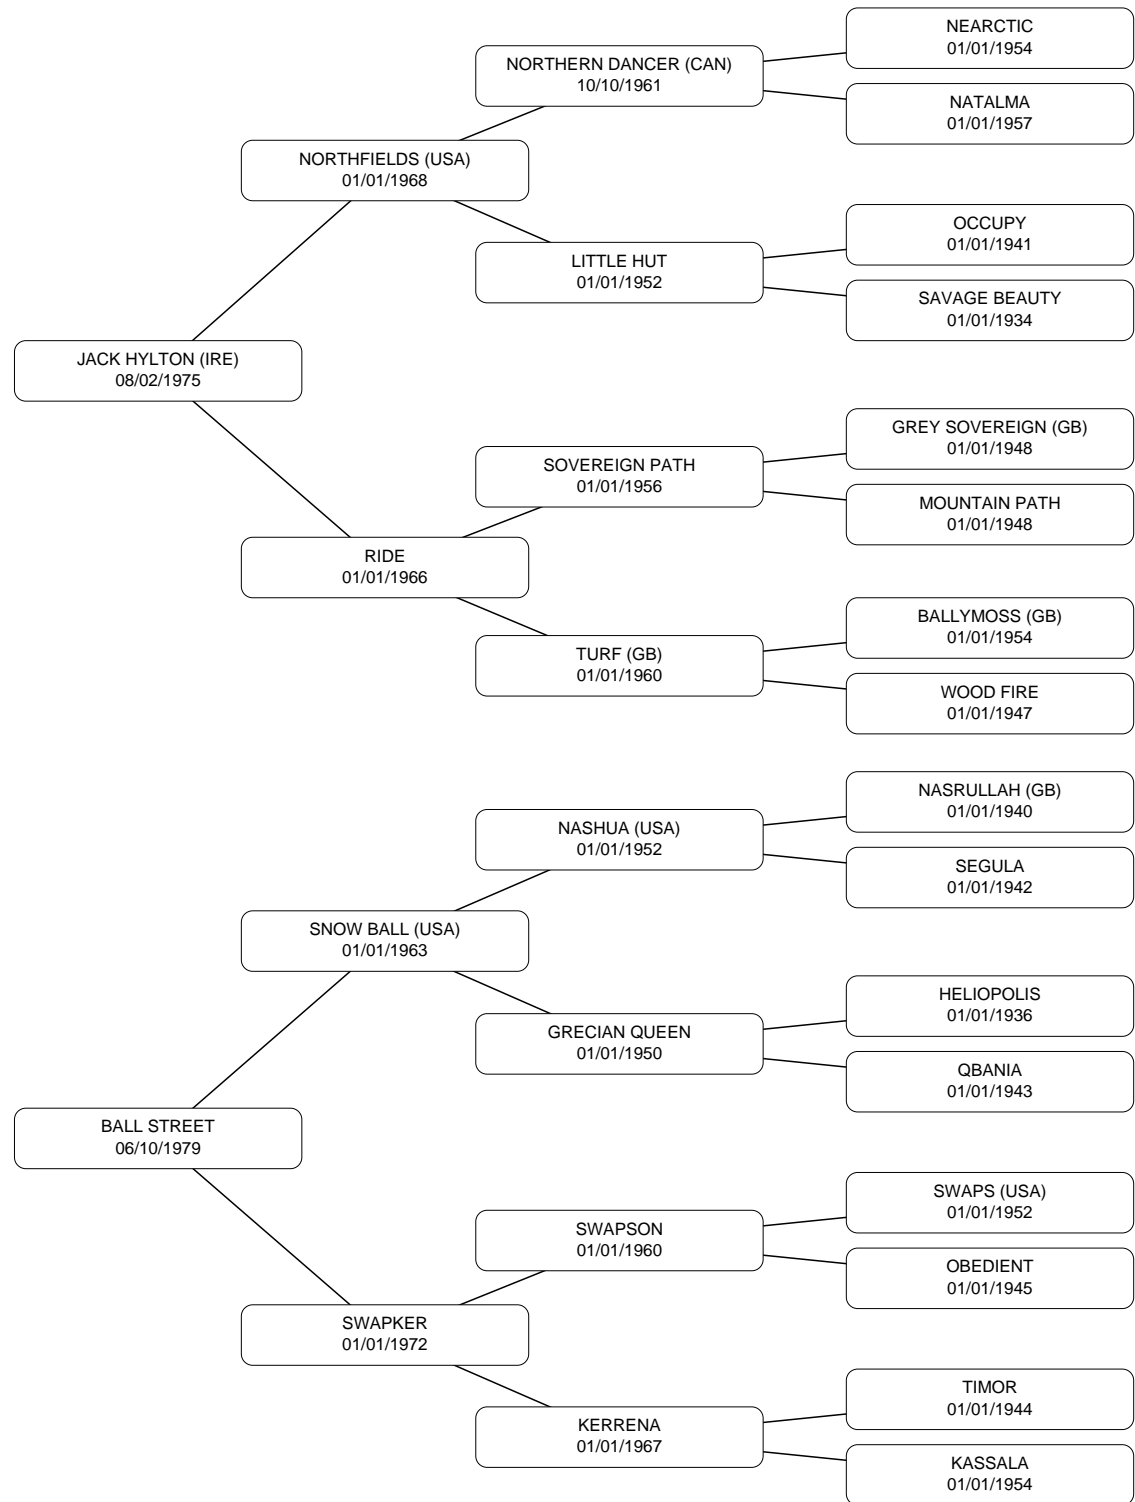 NEARCTIC
01/01/1954
NORTHERN DANCER (CAN)
10/10/1961
NATALMA
01/01/1957
NORTHFIELDS (USA)
01/01/1968
OCCUPY
01/01/1941
LITTLE HUT
01/01/1952
SAVAGE BEAUTY
01/01/1934
JACK HYLTON (IRE)
08/02/1975
GREY SOVEREIGN (GB)
01/01/1948
SOVEREIGN PATH
01/01/1956
MOUNTAIN PATH
01/01/1948
RIDE
01/01/1966
BALLYMOSS (GB)
01/01/1954
TURF (GB)
01/01/1960
WOOD FIRE
01/01/1947
NASRULLAH (GB)
01/01/1940
NASHUA (USA)
01/01/1952
SEGULA
01/01/1942
SNOW BALL (USA)
01/01/1963
HELIOPOLIS
01/01/1936
GRECIAN QUEEN
01/01/1950
QBANIA
01/01/1943
BALL STREET
06/10/1979
SWAPS (USA)
01/01/1952
SWAPSON
01/01/1960
OBEDIENT
01/01/1945
SWAPKER
01/01/1972
TIMOR
01/01/1944
KERRENA
01/01/1967
KASSALA
01/01/1954